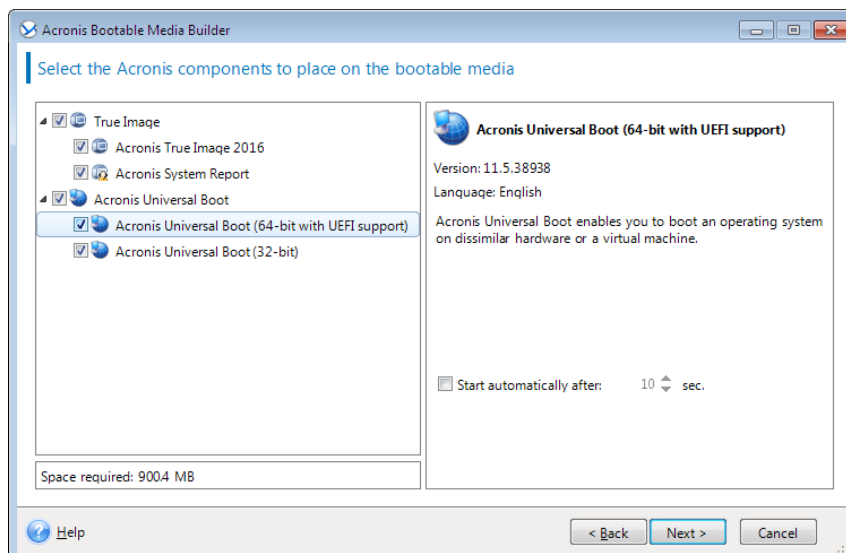 Acronis Bootable Media Builder
Select the Acronis components to place on the bootable media
True Image
Acronis True Image 2016
Acronis System Report
Acronis Universal Boot
Acronis Universal Boot (64-bit with UEFI support)
Acronis Universal Boot (32-bit)
Space required: 900.4 MB
Acronis Universal Boot (64-bit with UEFI support)
Version: 11.5.38938
Language: English
Acronis Universal Boot enables you to boot an operating system
on dissimilar hardware or a virtual machine.
Start automatically after: 10 sec.
Help
< Back Next > Cancel